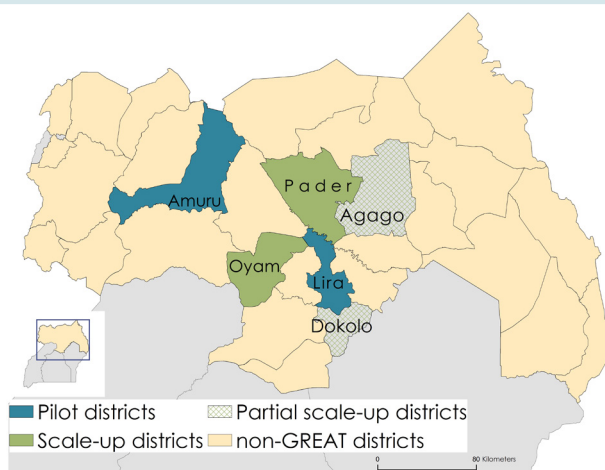 Pader
Amuru
Agago
Oyam
Lira
Dokolo
Pilot districts
Partial scale-up districts
Scale-up districts
non-GREAT districts
0
80 Kilometers